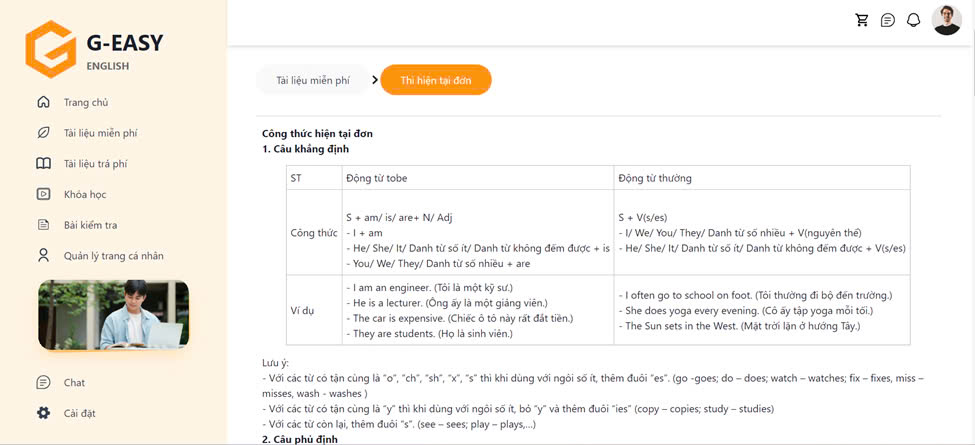 G-EASY
ENGLISH
Trang chủ
Tài liệu miễn phí
Tài liệu trả phí
Khóa học
Bài kiểm tra
Quản lý trang cá nhân
Chat
Cài đặt
Tài liệu miễn phí
Thì hiện tại đơn
Công thức hiện tại đơn
1. Câu khẳng định
ST
Động từ tobe
Động từ thường
Công thức
S + am/ is/ are+ N/ Adj
- I + am
- He/ She/ It/ Danh từ số ít/ Danh từ không đếm được + is
- You/ We/ They/ Danh từ số nhiều + are
S + V(s/es)
- I/ We/ You/ They/ Danh từ số nhiều + V(nguyên thể)
- He/ She/ It/ Danh từ số ít/ Danh từ không đếm được + V(s/es)
Ví dụ
- I am an engineer. (Tôi là một kỹ sư.)
- He is a lecturer. (Ông ấy là một giảng viên.)
- The car is expensive. (Chiếc ô tô này rất đắt tiền.)
- They are students. (Họ là sinh viên.)
- I often go to school on foot. (Tôi thường đi bộ đến trường.)
- She does yoga every evening. (Cô ấy tập yoga mỗi tối.)
- The Sun sets in the West. (Mặt trời lặn ở hướng Tây.)
Lưu ý:
- Với các từ có tận cùng là "o", "ch", "sh", "x", "s" thì khi dùng với ngôi số ít, thêm đuôi "es". (go -goes; do – does; watch – watches; fix – fixes, miss –
misses, wash - washes )
- Với các từ có tận cùng là "y" thì khi dùng với ngôi số ít, bỏ "y" và thêm đuôi "ies" (copy – copies; study – studies)
- Với các từ còn lại, thêm đuôi "s". (see – sees; play – plays,...)
2. Câu phủ định